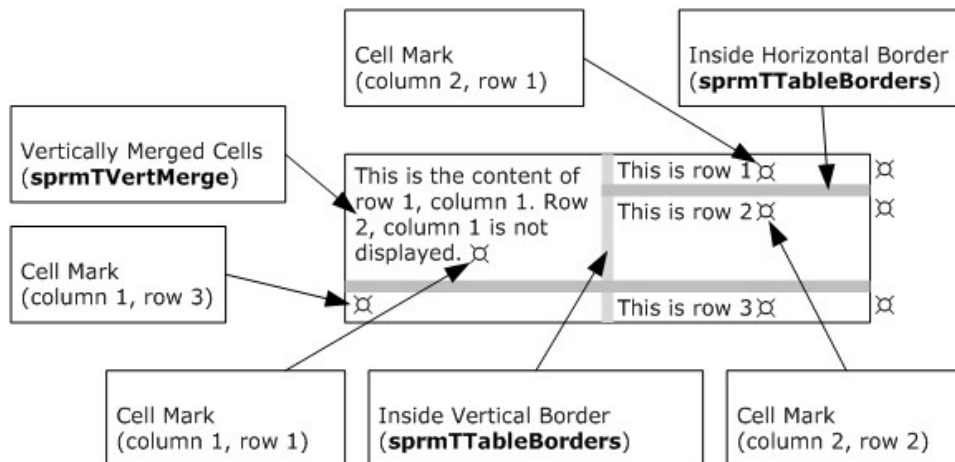 Cell Mark
(column 2, row 1)
Inside Horizontal Border
(sprmTTableBorders)
Vertically Merged Cells
(sprmTVertMerge)
This is the content of
row 1, column 1. Row
2, column 1 is not
displayed. ¤
This is row 1¤ ¤
This is row 2¤ ¤
Cell Mark
(column 1, row 3)
¤
This is row 3¤ ¤
Cell Mark
(column 1, row 1)
Inside Vertical Border
(sprmTTableBorders)
Cell Mark
(column 2, row 2)